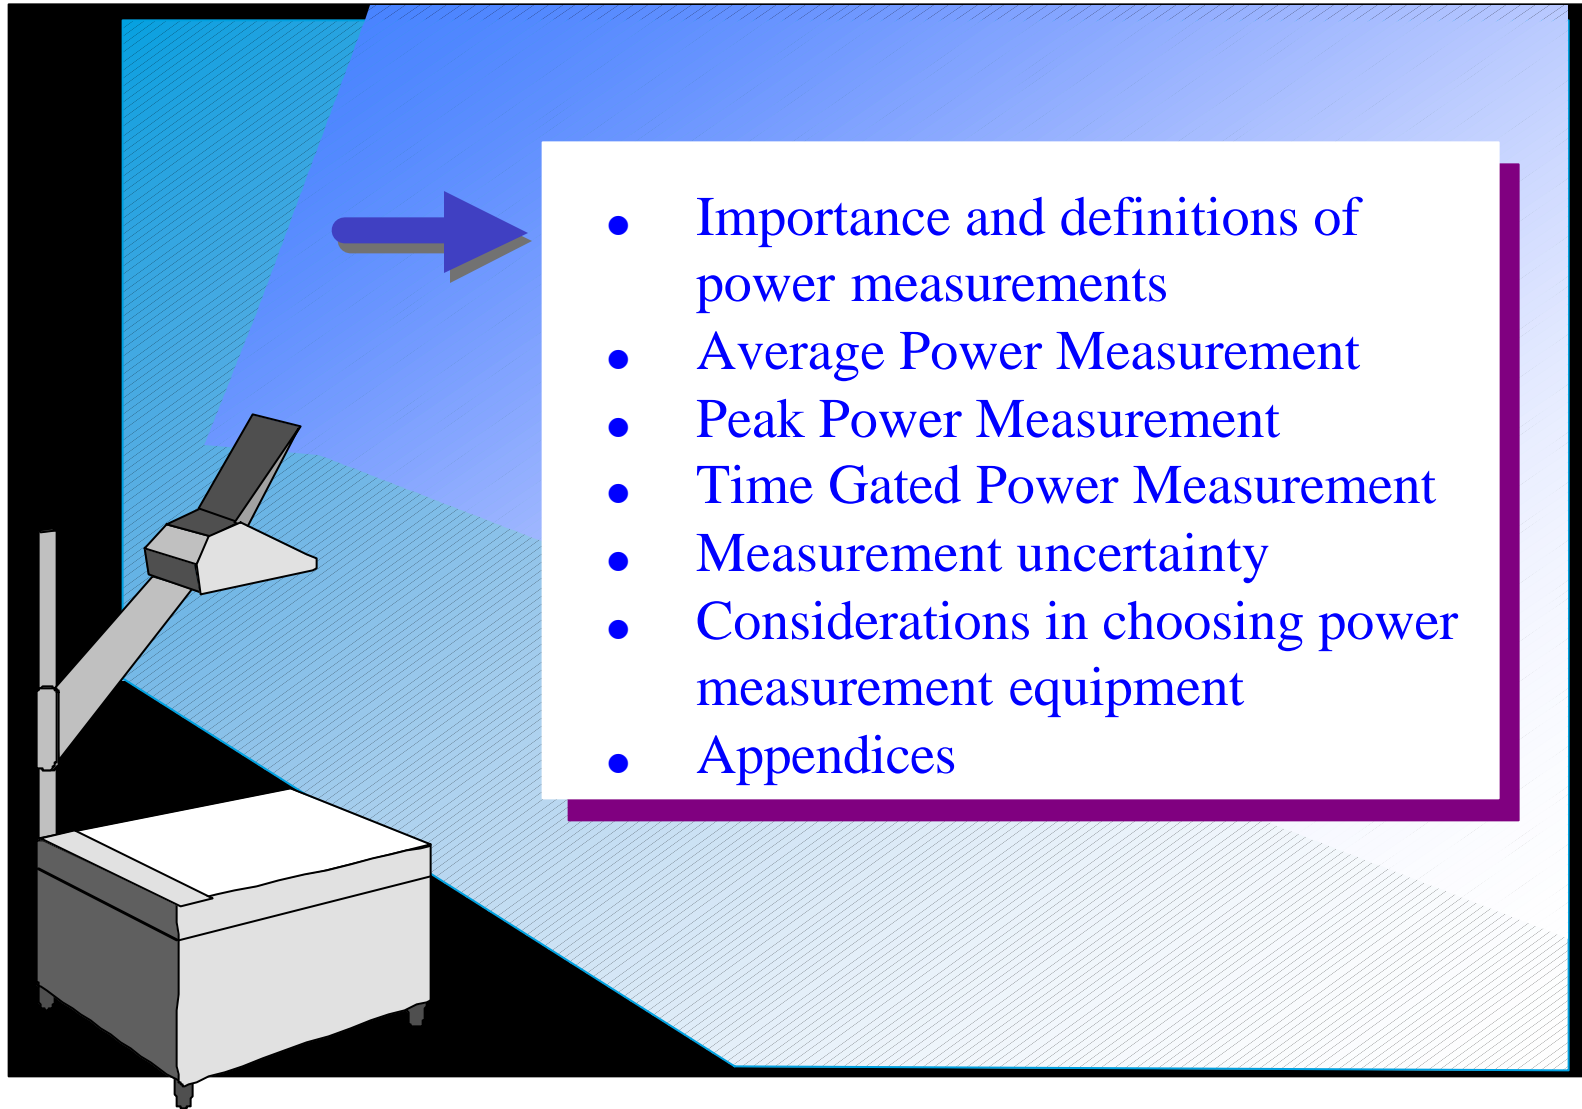 ● Importance and definitions of
power measurements
● Average Power Measurement
● Peak Power Measurement
● Time Gated Power Measurement
● Measurement uncertainty
● Considerations in choosing power
measurement equipment
● Appendices